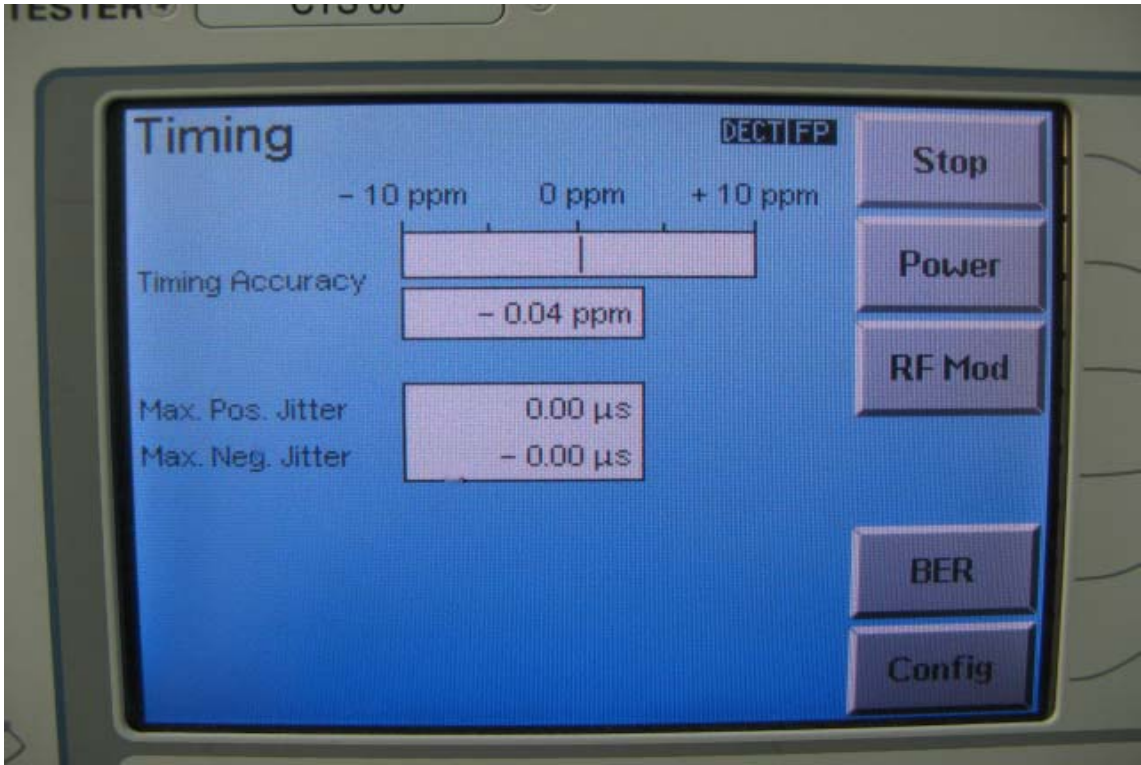 TESTER
Timing
DECT FP
Stop
– 10 ppm 0 ppm + 10 ppm
Power
Timing Accuracy
– 0.04 ppm
RF Mod
Max. Pos. Jitter 0.00 µs
Max. Neg. Jitter – 0.00 µs
BER
Config